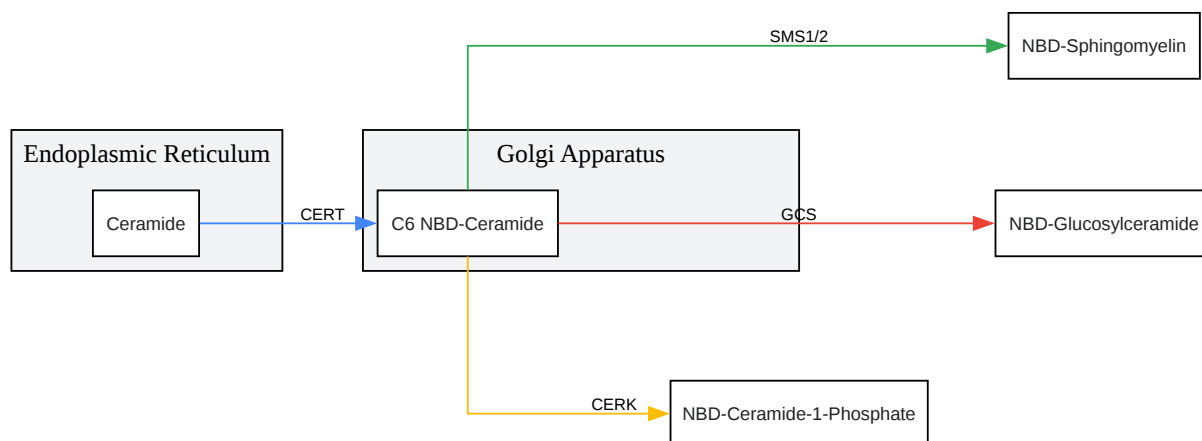 SMS1/2
NBD-Sphingomyelin
Endoplasmic Reticulum
Golgi Apparatus
Ceramide
CERT
C6 NBD-Ceramide
GCS
NBD-Glucosylceramide
CERK
NBD-Ceramide-1-Phosphate